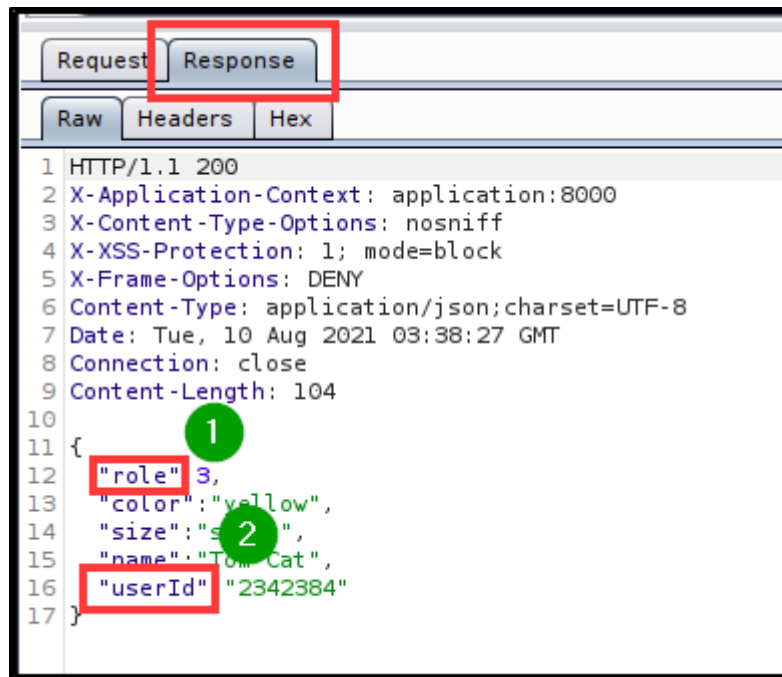 Request Response
Raw Headers Hex
1 HTTP/1.1 200
2 X-Application-Context: application:8000
3 X-Content-Type-Options: nosniff
4 X-XSS-Protection: 1; mode=block
5 X-Frame-Options: DENY
6 Content-Type: application/json;charset=UTF-8
7 Date: Tue, 10 Aug 2021 03:38:27 GMT
8 Connection: close
9 Content-Length: 104
10
1
11 {
12 "role" 3,
13 "color":"yellow",
2
14 "size":
15 "name":"Tom Cat",
16 "userId" "2342384"
17 }